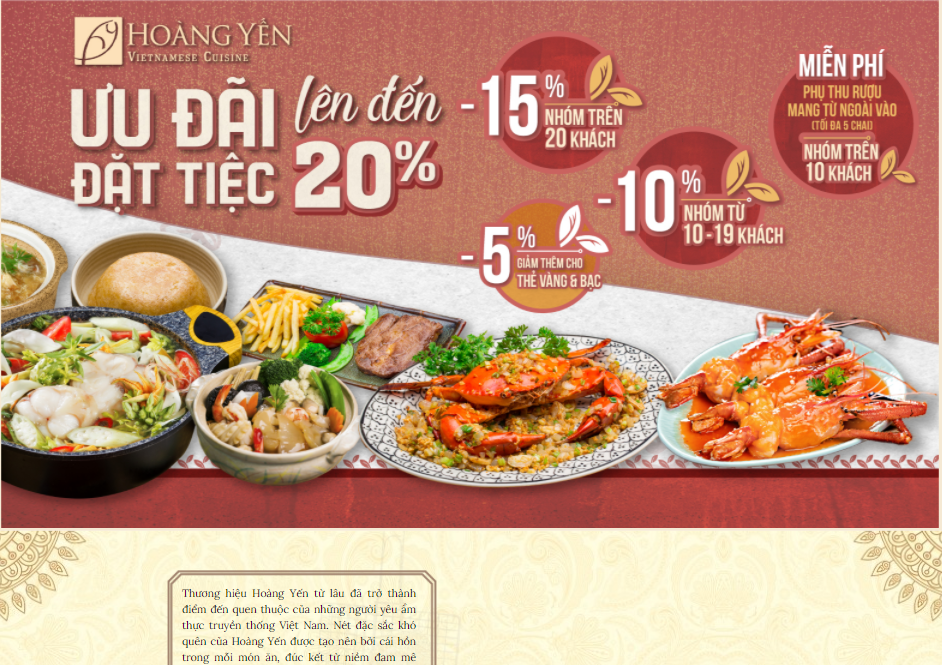 HOÀNG YẾN
VIETNAMESE CUISINE
ƯU ĐÃI lên đến
ĐẶT TIỆC 20%
-15%
NHÓM TRÊN
20 KHÁCH
-10%
NHÓM TỪ
10-19 KHÁCH
-5%
GIẢM THÊM CHO
THẺ VÀNG & BẠC
MIỄN PHÍ
PHỤ THU RƯỢU
MANG TỪ NGOÀI VÀO
(TỐI ĐA 5 CHAI)
NHÓM TRÊN
10 KHÁCH
Thương hiệu Hoàng Yến từ lâu đã trở thành
điểm đến quen thuộc của những người yêu ẩm
thực truyền thống Việt Nam. Nét đặc sắc khó
quên của Hoàng Yến được tạo nên bởi cái hồn
trong mỗi món ăn, đúc kết từ niềm đam mê